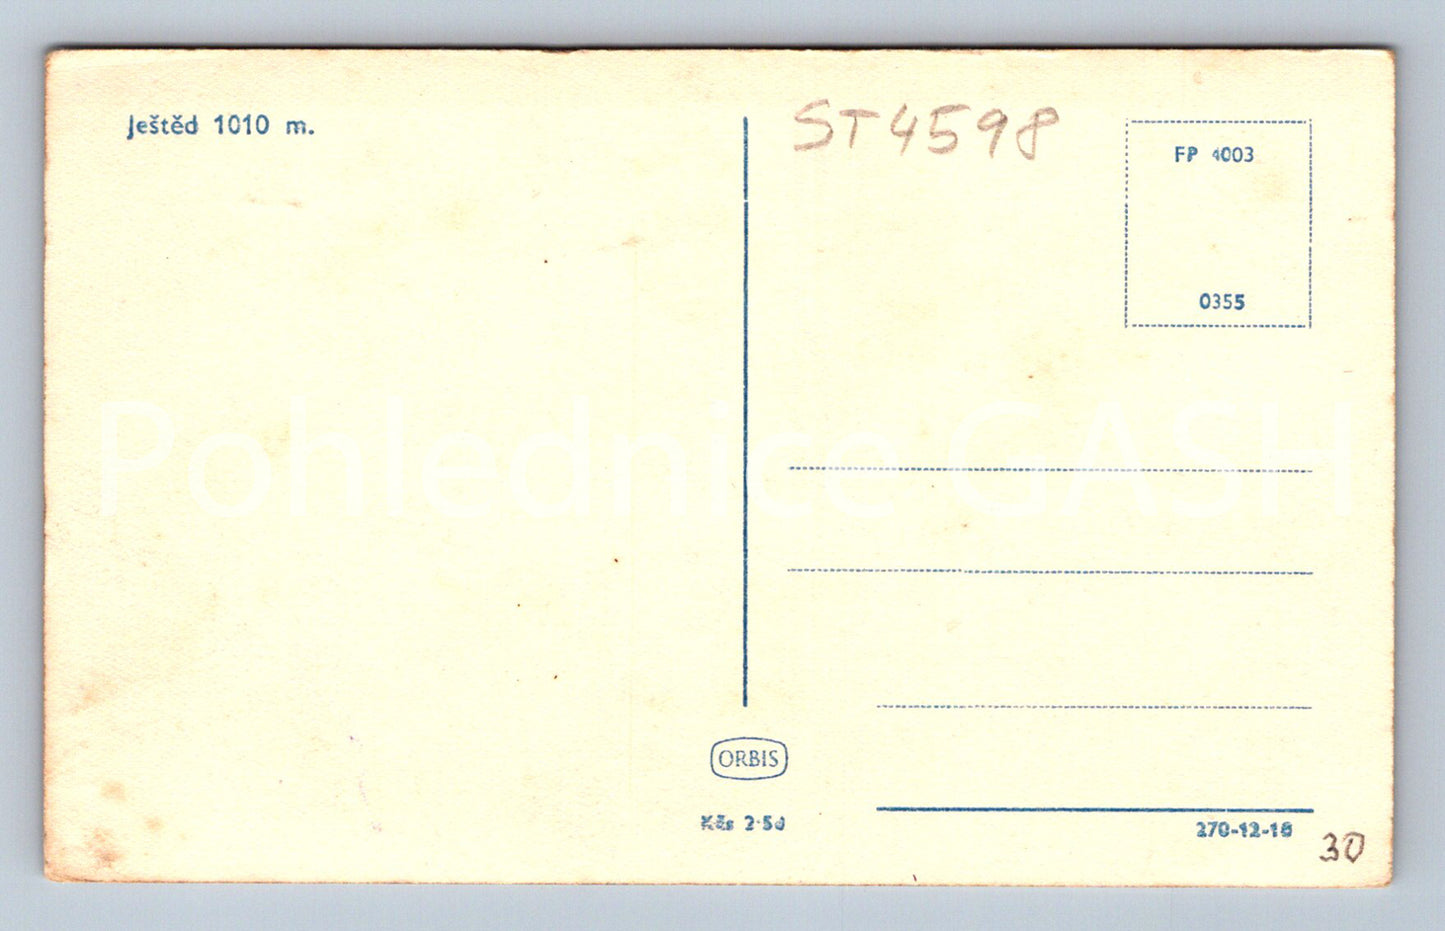 Ještěd 1010 m.
ST4598
FP 4003
0355
Pohlednice GASH
ORBIS
Kčs 2·50
270-12-18
30